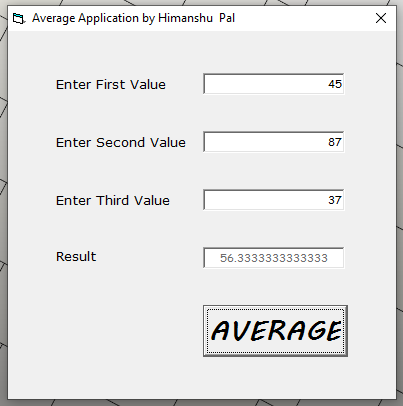 Average Application by Himanshu Pal
Enter First Value 45
Enter Second Value 87
Enter Third Value 37
Result 56.3333333333333
AVERAGE